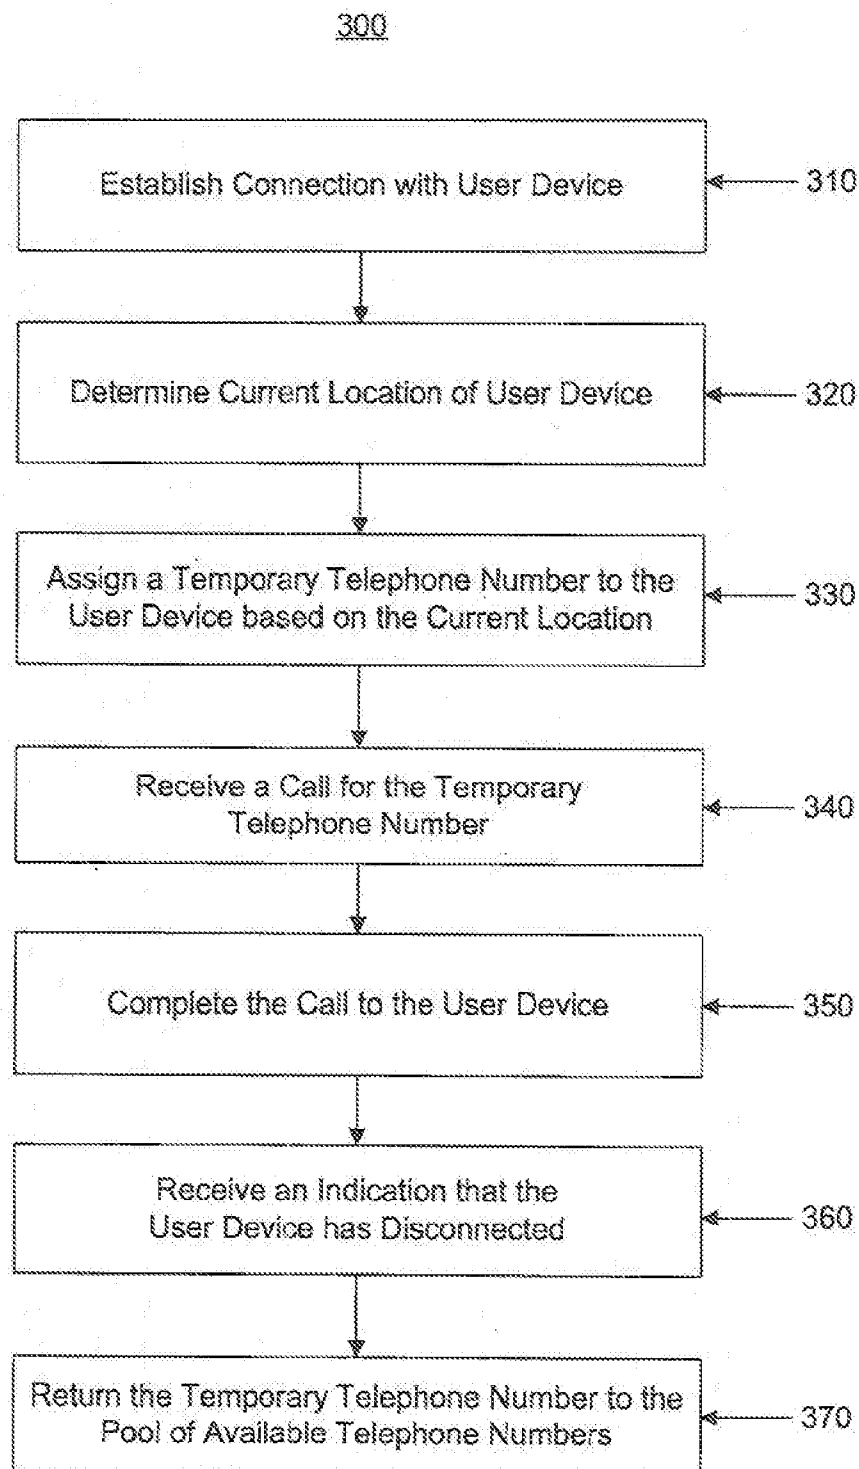 300
Establish Connection with User Device
310
Determine Current Location of User Device
320
Assign a Temporary Telephone Number to the
User Device based on the Current Location
330
Receive a Call for the Temporary
Telephone Number
340
Complete the Call to the User Device
350
Receive an Indication that the
User Device has Disconnected
360
Return the Temporary Telephone Number to the
Pool of Available Telephone Numbers
370